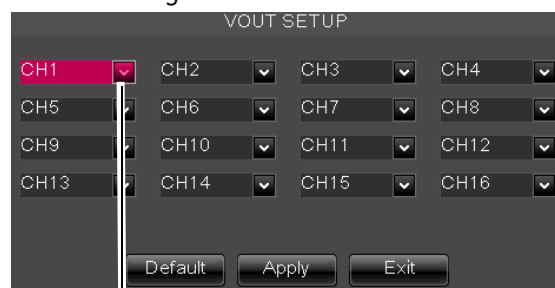 VOUT SETUP
CH1 CH2 CH3 CH4
CH5 CH6 CH7 CH8
CH9 CH10 CH11 CH12
CH13 CH14 CH15 CH16
Default Apply Exit